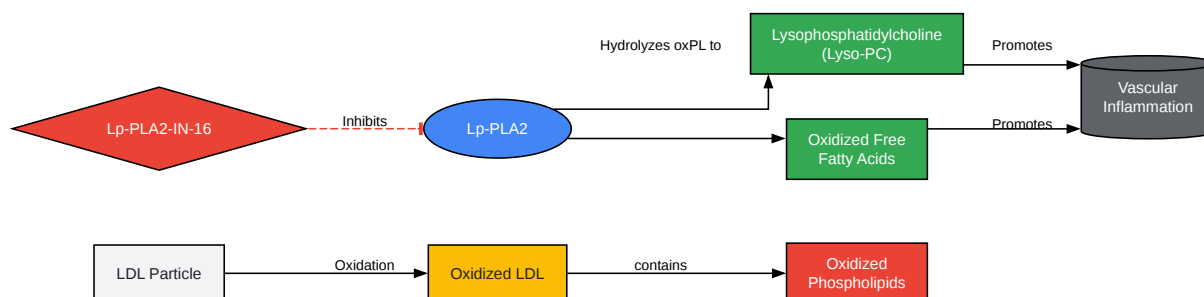 Hydrolyzes oxPL to
Lysophosphatidylcholine
(Lyso-PC)
Promotes
Vascular
Inflammation
Lp-PLA2-IN-16
Inhibits
Lp-PLA2
Oxidized Free
Fatty Acids
Promotes
LDL Particle
Oxidation
Oxidized LDL
contains
Oxidized
Phospholipids